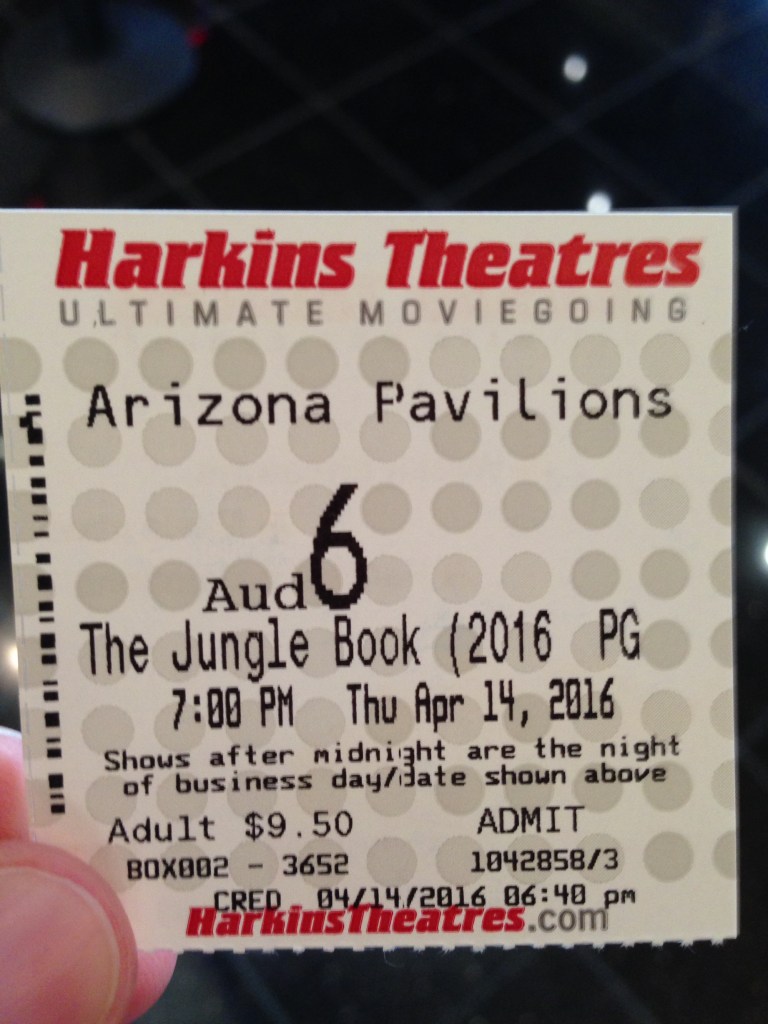 Harkins Theatres
ULTIMATE MOVIEGOING
Arizona Pavilions
Aud 6
The Jungle Book (2016 PG
7:00 PM Thu Apr 14, 2016
Shows after midnight are the night
of business day/date shown above
Adult $9.50 ADMIT
BOX002 - 3652 1042858/3
CRED 04/14/2016 06:40 pm
HarkinsTheatres.com